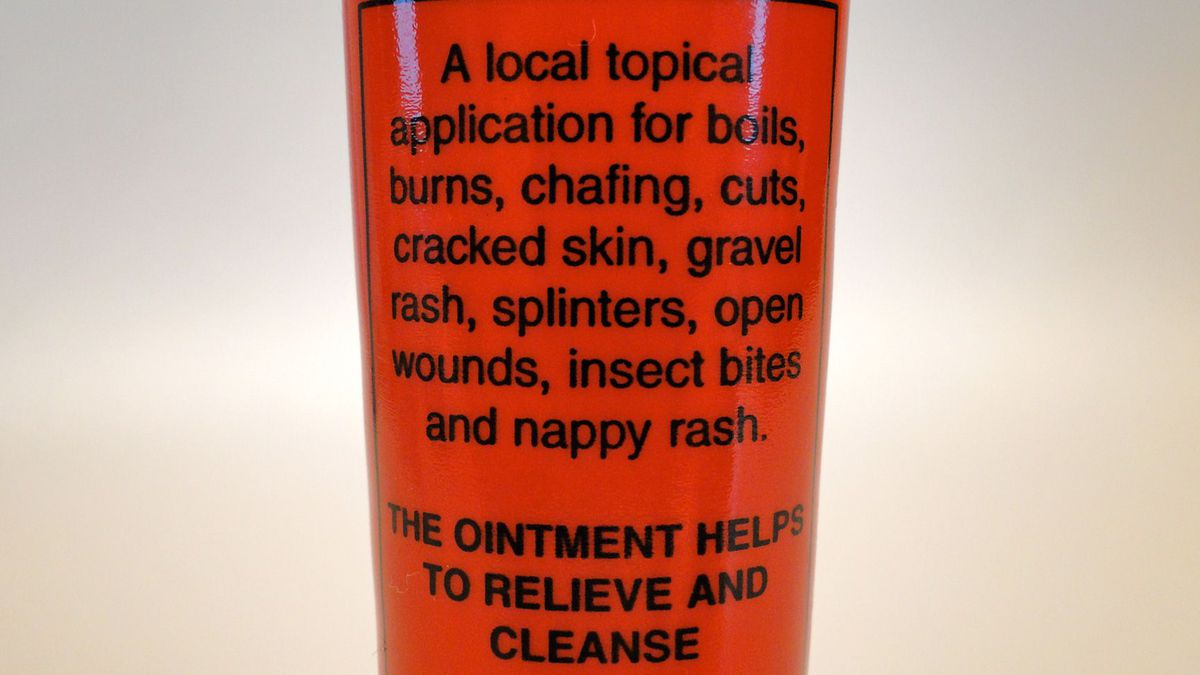 A local topical
application for boils,
burns, chafing, cuts,
cracked skin, gravel
rash, splinters, open
wounds, insect bites
and nappy rash.
THE OINTMENT HELPS
TO RELIEVE AND
CLEANSE